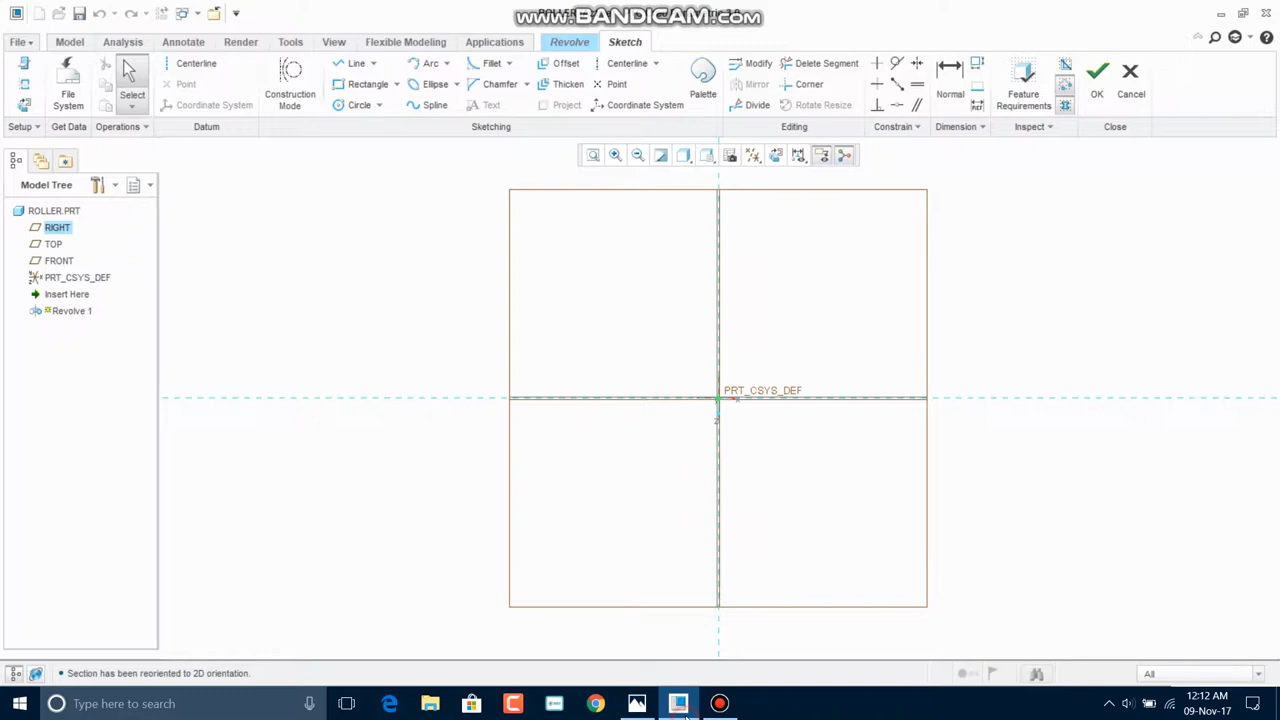 ROLLER
www.BANDICAM.com
File
Model
Analysis
Annotate
Render
Tools
View
Flexible Modeling
Applications
Revolve
Sketch
File System
Select
Centerline
Point
Coordinate System
Construction Mode
Line
Rectangle
Circle
Arc
Ellipse
Spline
Fillet
Chamfer
Text
Offset
Thicken
Project
Centerline
Point
Coordinate System
Palette
Modify
Mirror
Divide
Delete Segment
Corner
Rotate Resize
Normal
Feature Requirements
OK
Cancel
Setup
Get Data
Operations
Datum
Sketching
Editing
Constrain
Dimension
Inspect
Close
Model Tree
ROLLER.PRT
RIGHT
TOP
FRONT
PRT_CSYS_DEF
Insert Here
Revolve 1
PRT_CSYS_DEF
Z
Section has been reoriented to 2D orientation.
All
Type here to search
12:12 AM
09-Nov-17